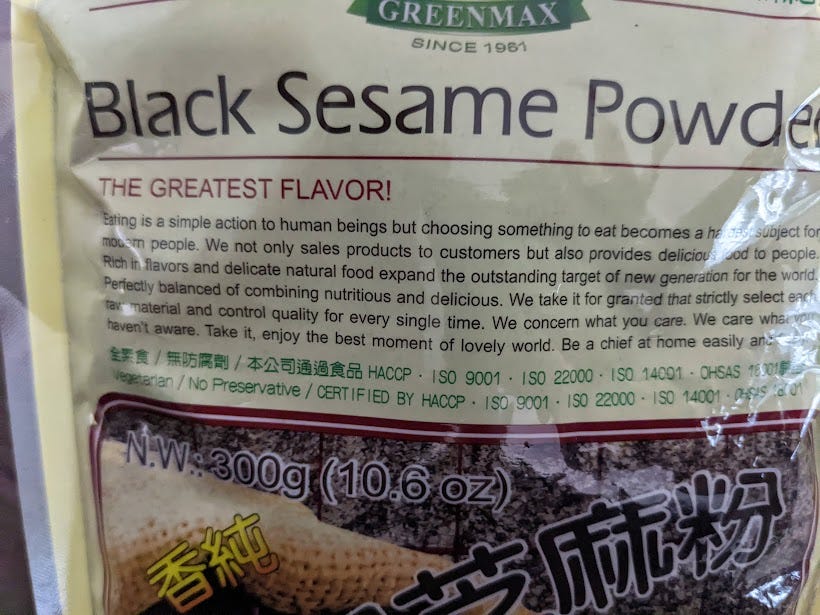 GREENMAX
SINCE 1961
Black Sesame Powde
THE GREATEST FLAVOR!
Eating is a simple action to human beings but choosing something to eat becomes a hardest subject for
modern people. We not only sales products to customers but also provides delicious food to people.
Rich in flavors and delicate natural food expand the outstanding target of new generation for the world.
Perfectly balanced of combining nutritious and delicious. We take it for granted that strictly select each
raw material and control quality for every single time. We concern what you care. We care what you
haven't aware. Take it, enjoy the best moment of lovely world. Be a chief at home easily and
全素食 / 無防腐劑 / 本公司通過食品 HACCP · ISO 9001 · ISO 22000 · ISO 14001 · OHSAS 18001
Vegetarian / No Preservative / CERTIFIED BY HACCP · ISO 9001 · ISO 22000 · ISO 14001 · OHSAS 18001
N.W.: 300g (10.6 oz)
香純
芝麻粉